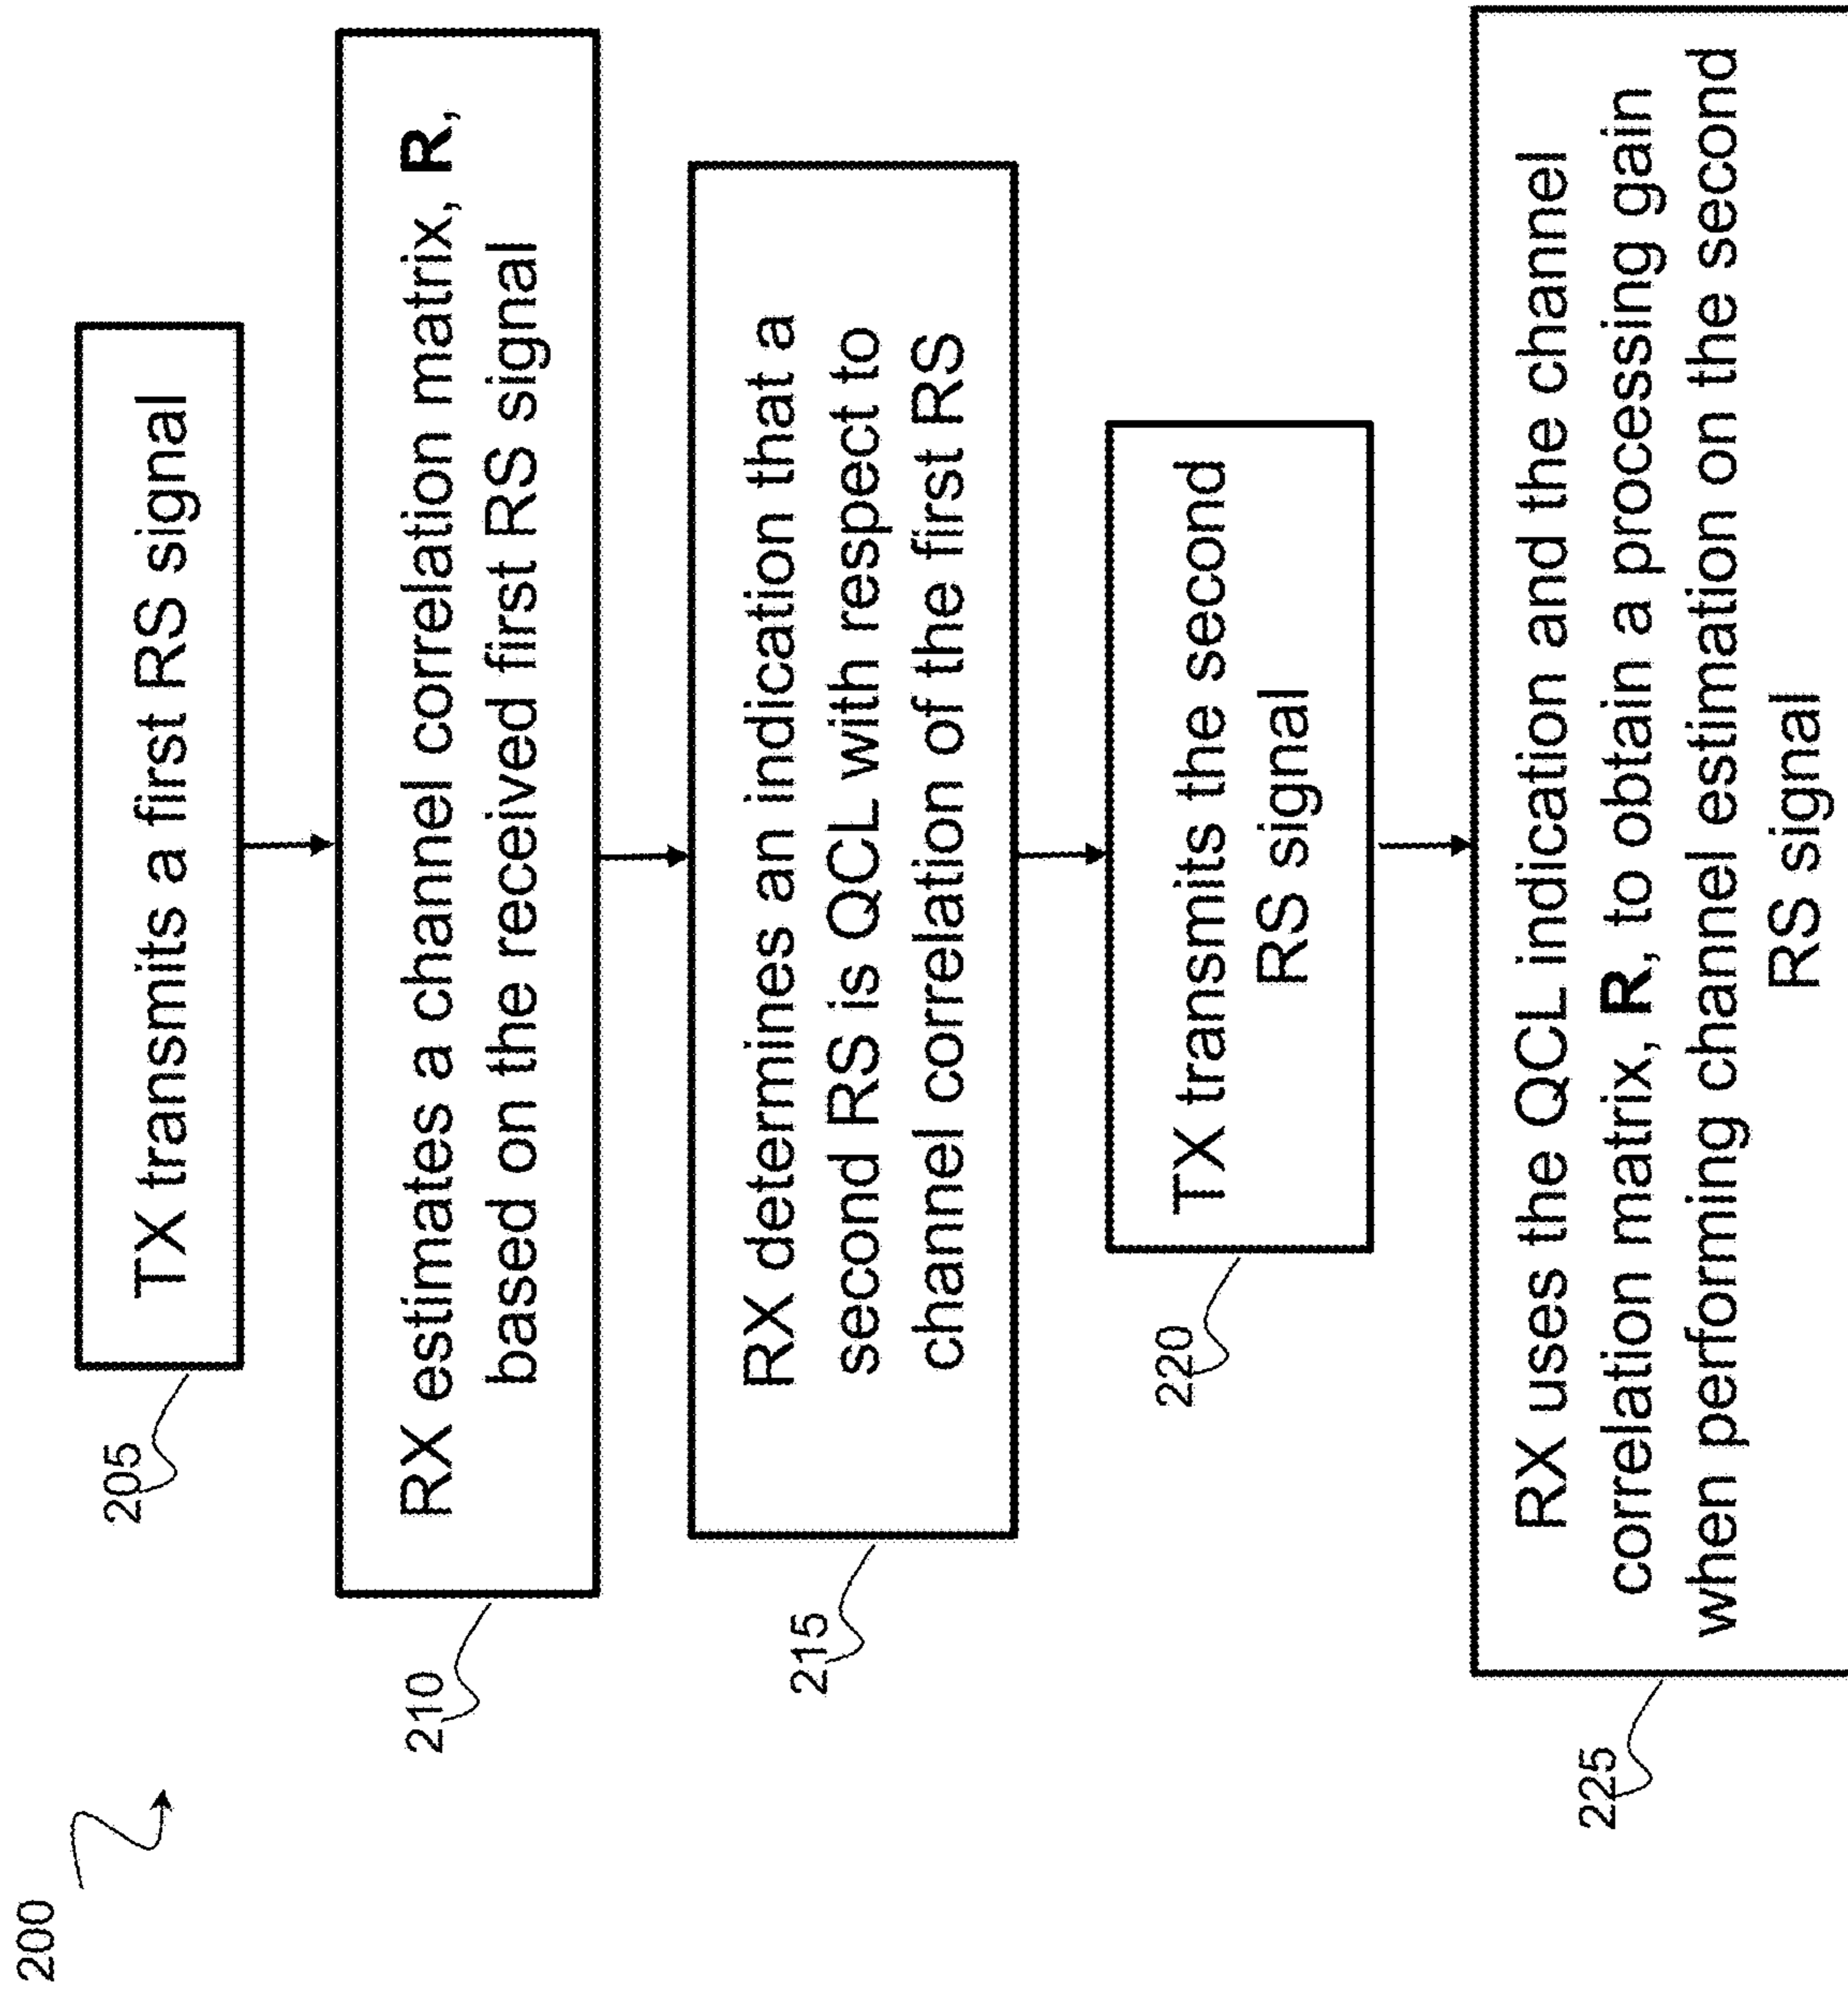 200
205
TX transmits a first RS signal
210
RX estimates a channel correlation matrix, R,
based on the received first RS signal
215
RX determines an indication that a
second RS is QCL with respect to
channel correlation of the first RS
220
TX transmits the second
RS signal
225
RX uses the QCL indication and the channel
correlation matrix, R, to obtain a processing gain
when performing channel estimation on the second
RS signal